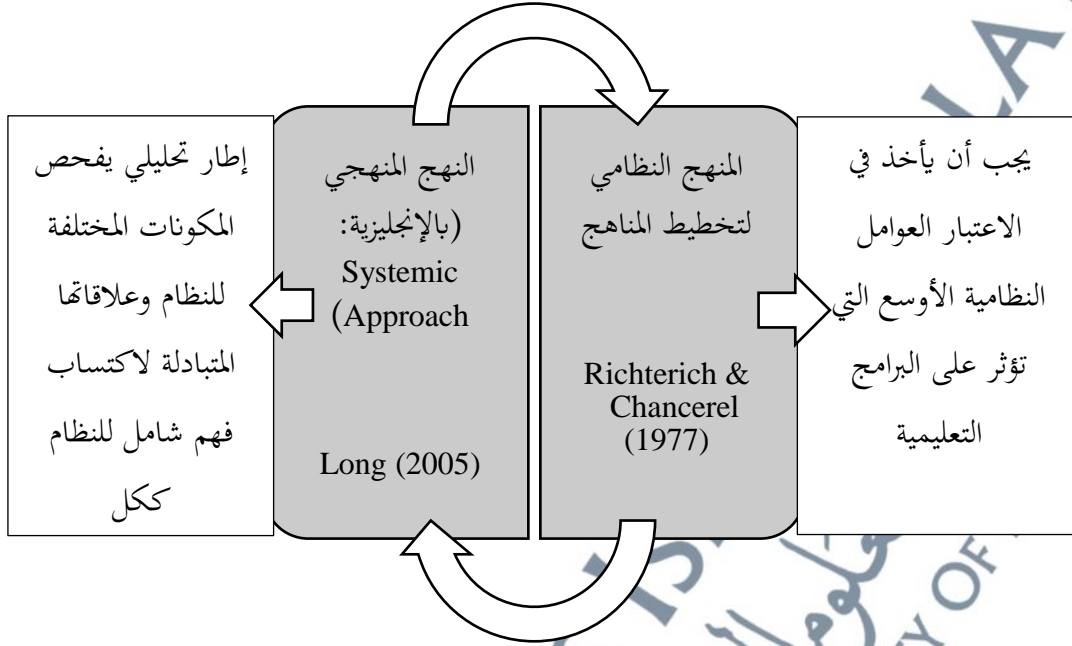 يجب أن يأخذ في
الاعتبار العوامل
النظامية الأوسع التي
تؤثر على البرامج
التعليمية
المنهج النظامي
لتخطيط المناهج
Richterich &
Chancerel
(1977)
النهج المنهجي
(بالإنجليزية:
Systemic
(Approach
Long (2005)
إطار تحليلي يفحص
المكونات المختلفة
للنظام وعلاقاتها
المتبادلة لاكتساب
فهم شامل للنظام
ككل